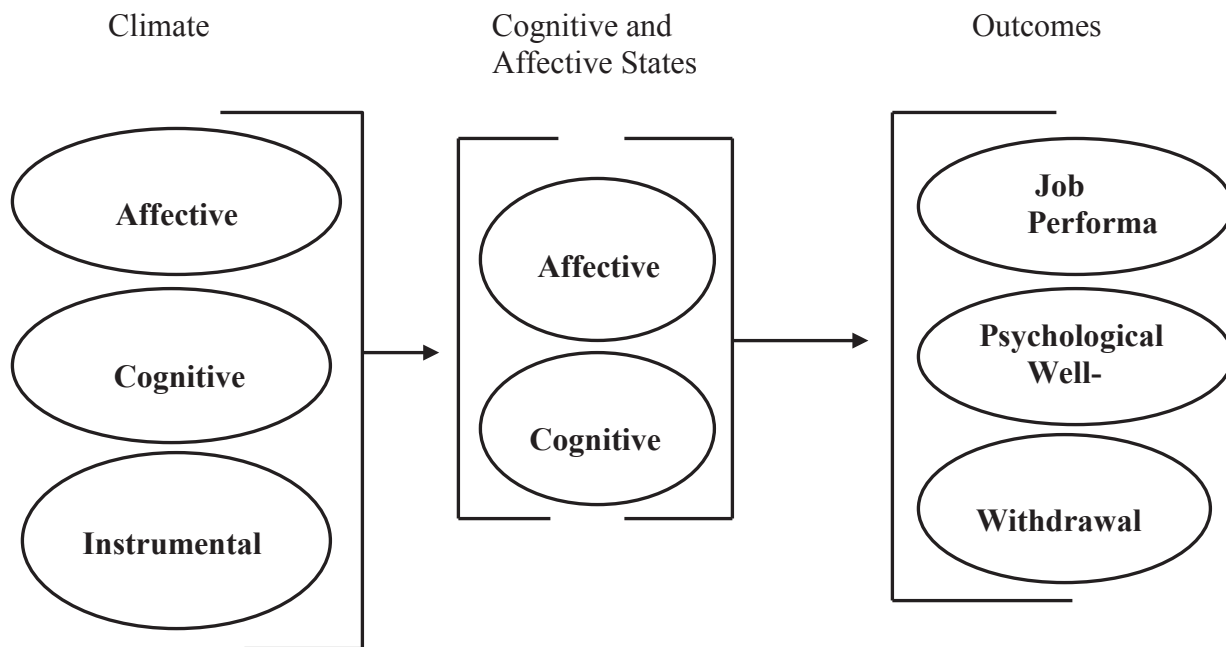 Climate
Cognitive and
Affective States
Outcomes
Affective
Cognitive
Instrumental
Affective
Cognitive
Job
Performa
Psychological
Well-
Withdrawal